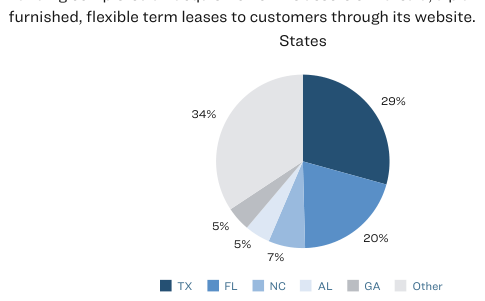 furnished, flexible term leases to customers through its website.
States
29%
34%
20%
5%
5%
7%
TX FL NC AL GA Other